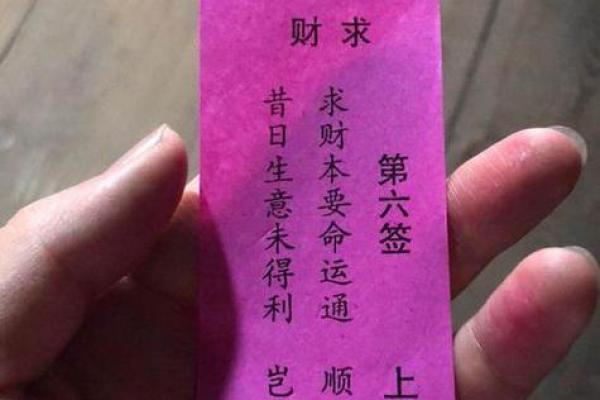 求财
第六签 上
求财本要命运通 顺
昔日生意未得利 岂